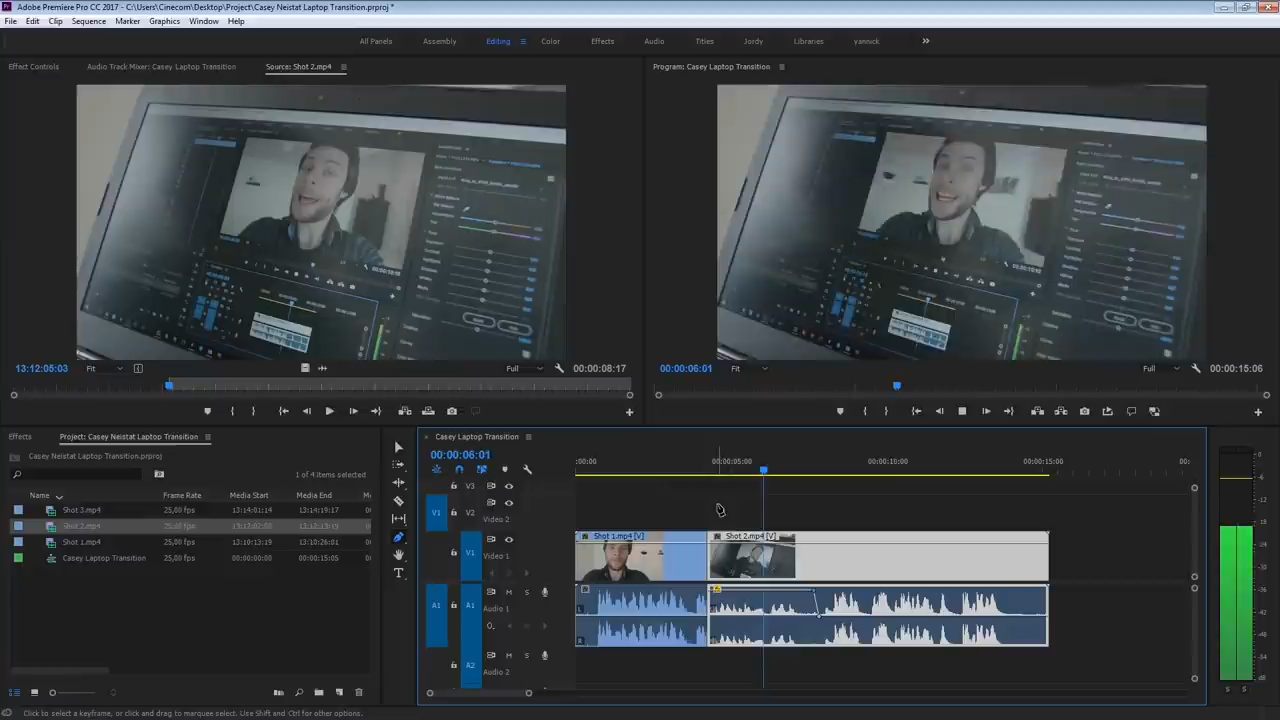 Adobe Premiere Pro CC 2017 - C:\Users\Cinecom\Desktop\Project\Casey Neistat Laptop Transition.prproj *
File Edit Clip Sequence Marker Graphics Window Help
All Panels Assembly Editing Color Effects Audio Titles Jordy Libraries yannick
Effect Controls Audio Track Mixer: Casey Laptop Transition Source: Shot 2.mp4
Program: Casey Laptop Transition
13:12:05:03 Fit Full 00:00:08:17
00:00:06:01 Fit Full 00:00:15:06
Effects Project: Casey Neistat Laptop Transition
Casey Neistat Laptop Transition.prproj
1 of 4 items selected
Name Frame Rate Media Start Media End
Shot 3.mp4 25,00 fps 13:14:01:14 13:14:19:17
Shot 2.mp4 25,00 fps
Shot 1.mp4 25,00 fps 13:10:13:19 13:10:26:01
Casey Laptop Transition 25,00 fps 00:00:00:00 00:00:15:05
Casey Laptop Transition
00:00:06:01
:00:00 00:00:05:00 00:00:10:00 00:00:15:00 00:
V3
V1 V2 Video 2
V1 Video 1
Shot 1.mp4 [V] Shot 2.mp4 [V]
A1 A1 M S Audio 1
L
R
A2 M S Audio 2
0
dB
S S
Click to select a keyframe, or click and drag to marquee select. Use Shift and Ctrl for other options.